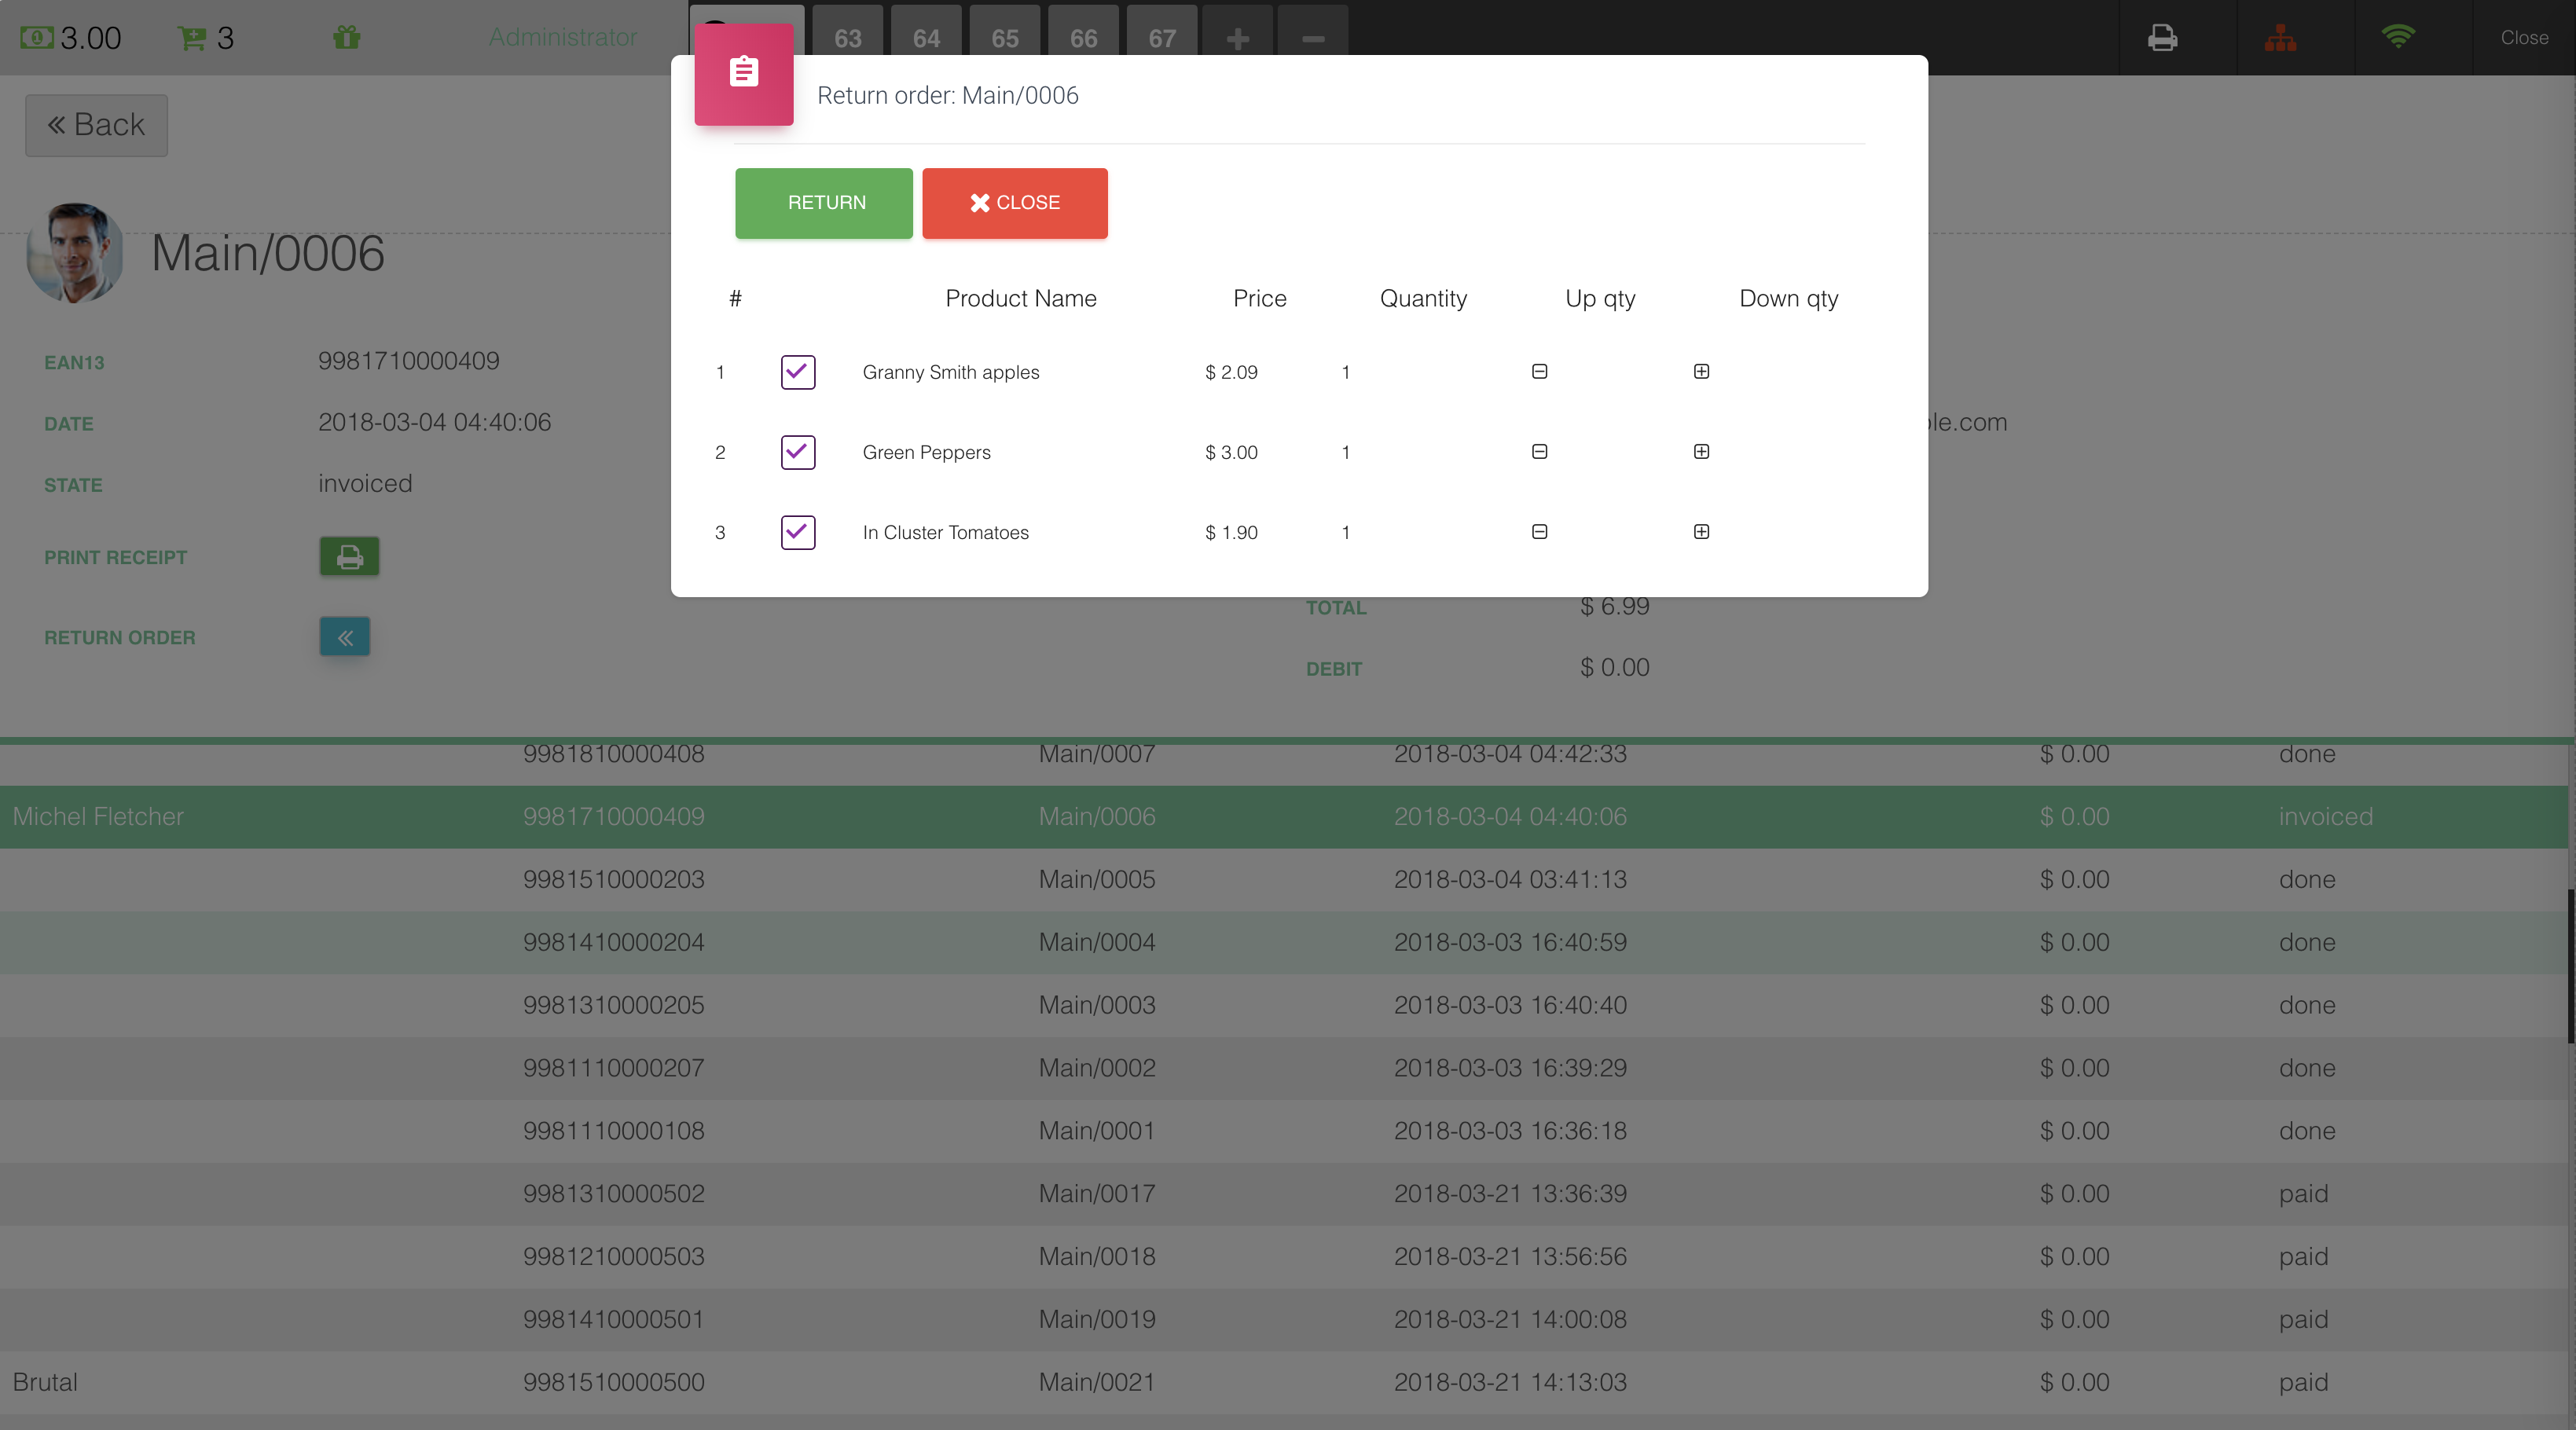 3.00 3 Administrator 63 64 65 66 67 Close
Return order: Main/0006
Back
RETURN CLOSE
Main/0006
# Product Name Price Quantity Up qty Down qty
EAN13 9981710000409
1 Granny Smith apples $ 2.09 1
DATE 2018-03-04 04:40:06
le.com
2 Green Peppers $ 3.00 1
STATE invoiced
3 In Cluster Tomatoes $ 1.90 1
PRINT RECEIPT
TOTAL $ 6.99
RETURN ORDER
DEBIT $ 0.00
9981810000408 Main/0007 2018-03-04 04:42:33 $ 0.00 done
Michel Fletcher 9981710000409 Main/0006 2018-03-04 04:40:06 $ 0.00 invoiced
9981510000203 Main/0005 2018-03-04 03:41:13 $ 0.00 done
9981410000204 Main/0004 2018-03-03 16:40:59 $ 0.00 done
9981310000205 Main/0003 2018-03-03 16:40:40 $ 0.00 done
9981110000207 Main/0002 2018-03-03 16:39:29 $ 0.00 done
9981110000108 Main/0001 2018-03-03 16:36:18 $ 0.00 done
9981310000502 Main/0017 2018-03-21 13:36:39 $ 0.00 paid
9981210000503 Main/0018 2018-03-21 13:56:56 $ 0.00 paid
9981410000501 Main/0019 2018-03-21 14:00:08 $ 0.00 paid
Brutal 9981510000500 Main/0021 2018-03-21 14:13:03 $ 0.00 paid